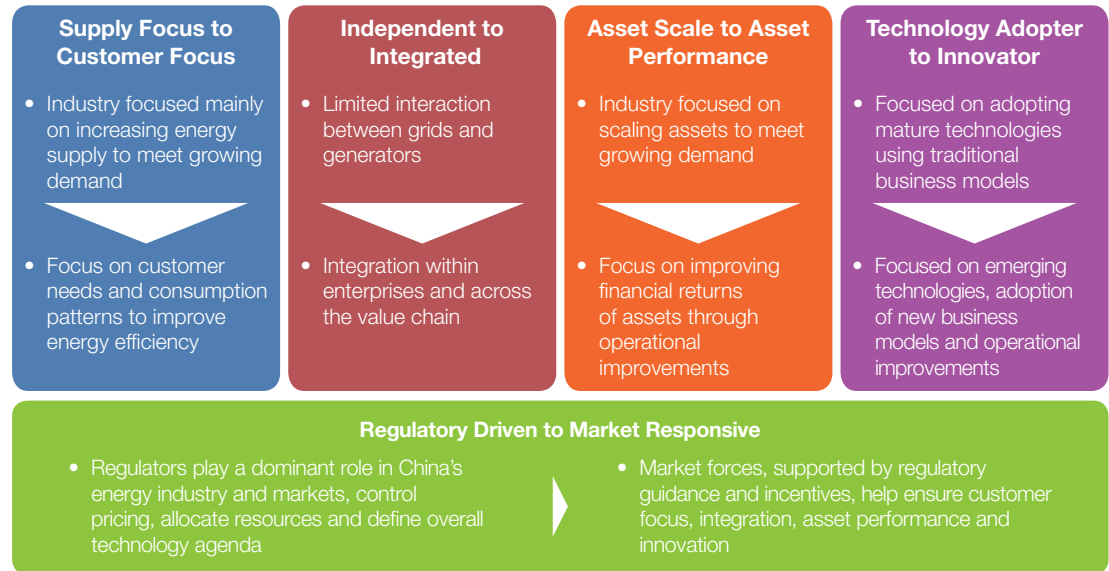 Supply Focus to
Customer Focus
• Industry focused mainly
on increasing energy
supply to meet growing
demand
• Focus on customer
needs and consumption
patterns to improve
energy efficiency
Independent to
Integrated
• Limited interaction
between grids and
generators
• Integration within
enterprises and across
the value chain
Asset Scale to Asset
Performance
• Industry focused on
scaling assets to meet
growing demand
• Focus on improving
financial returns
of assets through
operational
improvements
Technology Adopter
to Innovator
• Focused on adopting
mature technologies
using traditional
business models
• Focused on emerging
technologies, adoption
of new business
models and operational
improvements
Regulatory Driven to Market Responsive
• Regulators play a dominant role in China's
energy industry and markets, control
pricing, allocate resources and define overall
technology agenda
• Market forces, supported by regulatory
guidance and incentives, help ensure customer
focus, integration, asset performance and
innovation